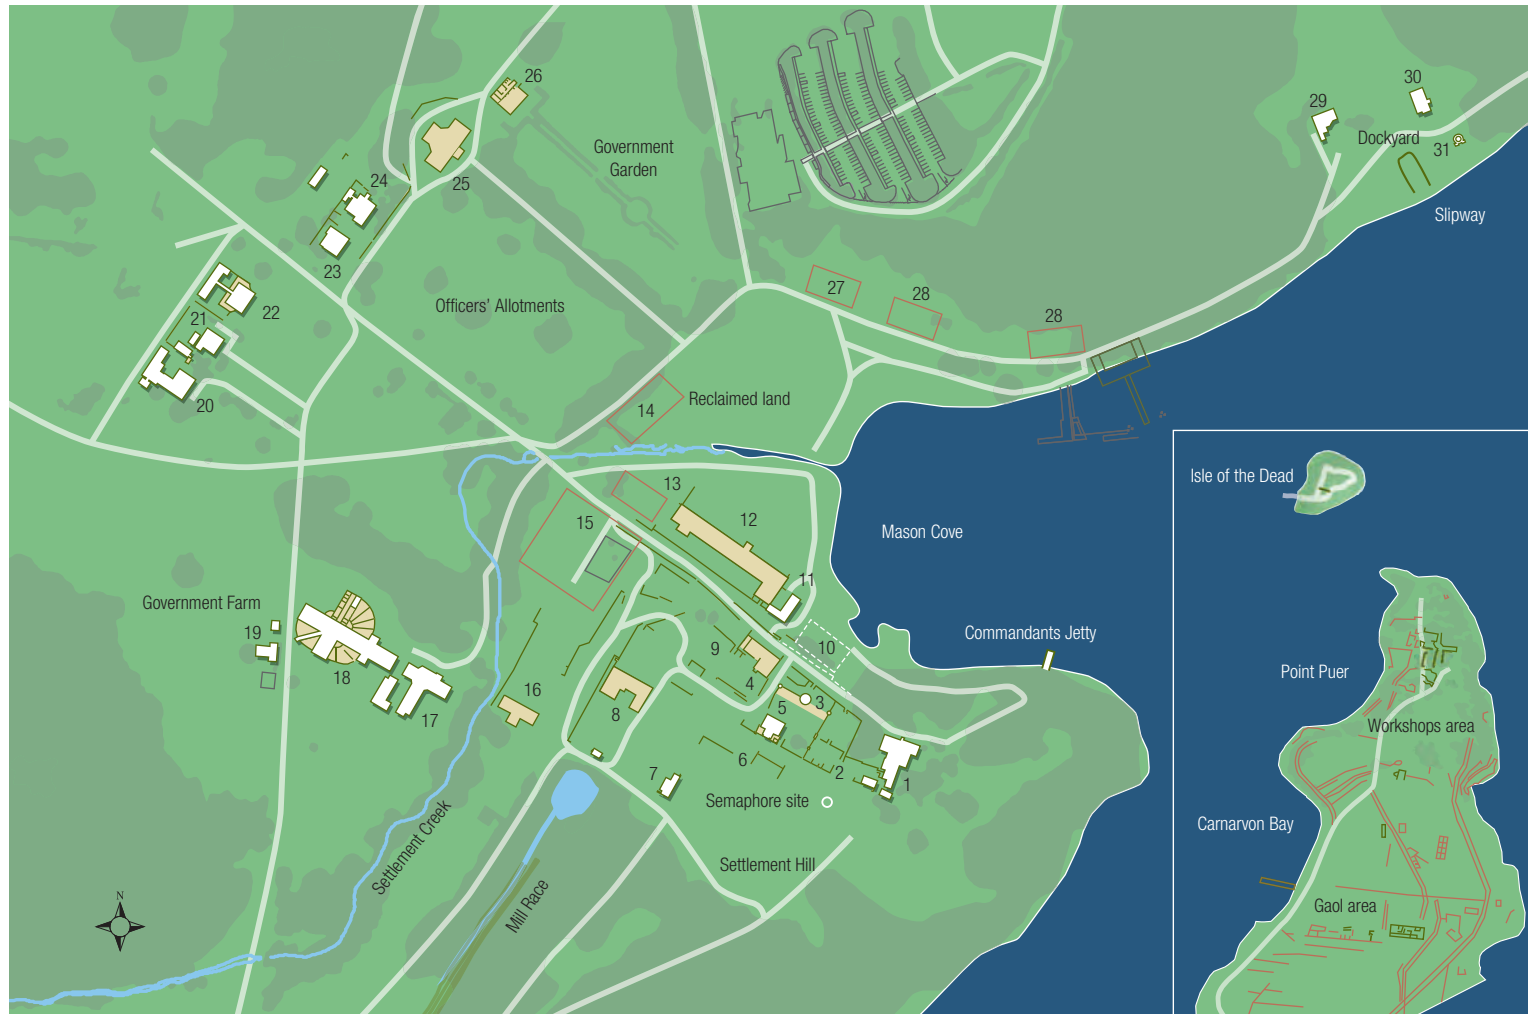 26
Government
Garden
30
29
Dockyard
31
Slipway
24
25
23
22
21
20
Officers' Allotments
27
28
28
14
Reclaimed land
Isle of the Dead
13
12
15
Mason Cove
11
Government Farm
19
18
17
16
9
10
4
5
3
8
6
2
7
1
Commandants Jetty
Semaphore site
Settlement Hill
Settlement Creek
Mill Race
N
Point Puer
Workshops area
Carnarvon Bay
Gaol area